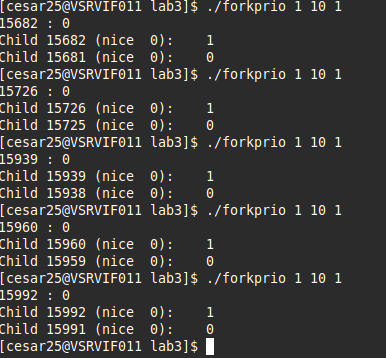 [cesar25@VSRVIF011 lab3]$ ./forkprio 1 10 1
15682 : 0
Child 15682 (nice  0):    1
Child 15681 (nice  0):    0
[cesar25@VSRVIF011 lab3]$ ./forkprio 1 10 1
15726 : 0
Child 15726 (nice  0):    1
Child 15725 (nice  0):    0
[cesar25@VSRVIF011 lab3]$ ./forkprio 1 10 1
15939 : 0
Child 15939 (nice  0):    1
Child 15938 (nice  0):    0
[cesar25@VSRVIF011 lab3]$ ./forkprio 1 10 1
15960 : 0
Child 15960 (nice  0):    1
Child 15959 (nice  0):    0
[cesar25@VSRVIF011 lab3]$ ./forkprio 1 10 1
15992 : 0
Child 15992 (nice  0):    1
Child 15991 (nice  0):    0
[cesar25@VSRVIF011 lab3]$